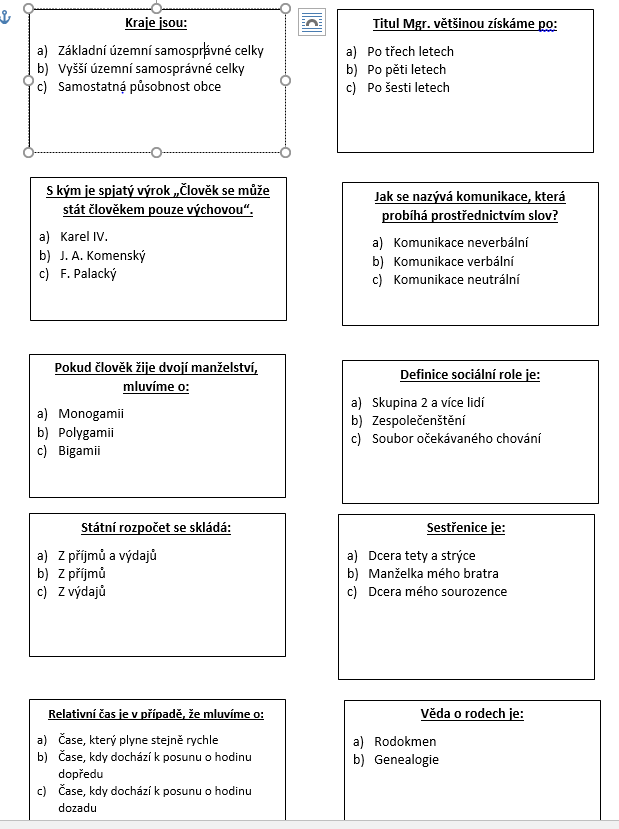 Kraje jsou:
a) Základní územní samosprávné celky
b) Vyšší územní samosprávné celky
c) Samostatná působnost obce
Titul Mgr. většinou získáme po:
a) Po třech letech
b) Po pěti letech
c) Po šesti letech
S kým je spjatý výrok „Člověk se může
stát člověkem pouze výchovou“.
a) Karel IV.
b) J. A. Komenský
c) F. Palacký
Jak se nazývá komunikace, která
probíhá prostřednictvím slov?
a) Komunikace neverbální
b) Komunikace verbální
c) Komunikace neutrální
Pokud člověk žije dvojí manželství,
mluvíme o:
a) Monogamii
b) Polygamii
c) Bigamii
Definice sociální role je:
a) Skupina 2 a více lidí
b) Zespolečenštění
c) Soubor očekávaného chování
Státní rozpočet se skládá:
a) Z příjmů a výdajů
b) Z příjmů
c) Z výdajů
Sestřenice je:
a) Dcera tety a strýce
b) Manželka mého bratra
c) Dcera mého sourozence
Relativní čas je v případě, že mluvíme o:
a) Čase, který plyne stejně rychle
b) Čase, kdy dochází k posunu o hodinu
dopředu
c) Čase, kdy dochází k posunu o hodinu
dozadu
Věda o rodech je:
a) Rodokmen
b) Genealogie